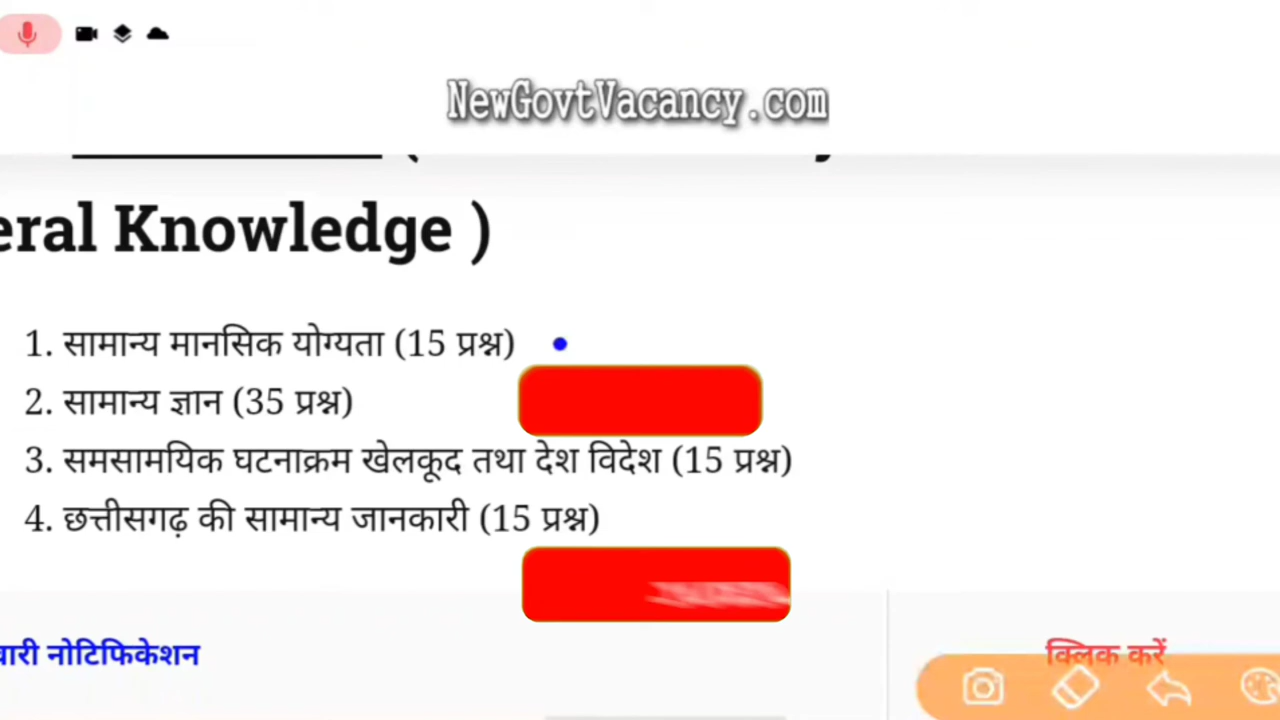 NewGovtVacancy.com
eral Knowledge )
1. सामान्य मानसिक योग्यता (15 प्रश्न)
2. सामान्य ज्ञान (35 प्रश्न)
3. समसामयिक घटनाक्रम खेलकूद तथा देश विदेश (15 प्रश्न)
4. छत्तीसगढ़ की सामान्य जानकारी (15 प्रश्न)
नोटिफिकेशन
क्लिक करें